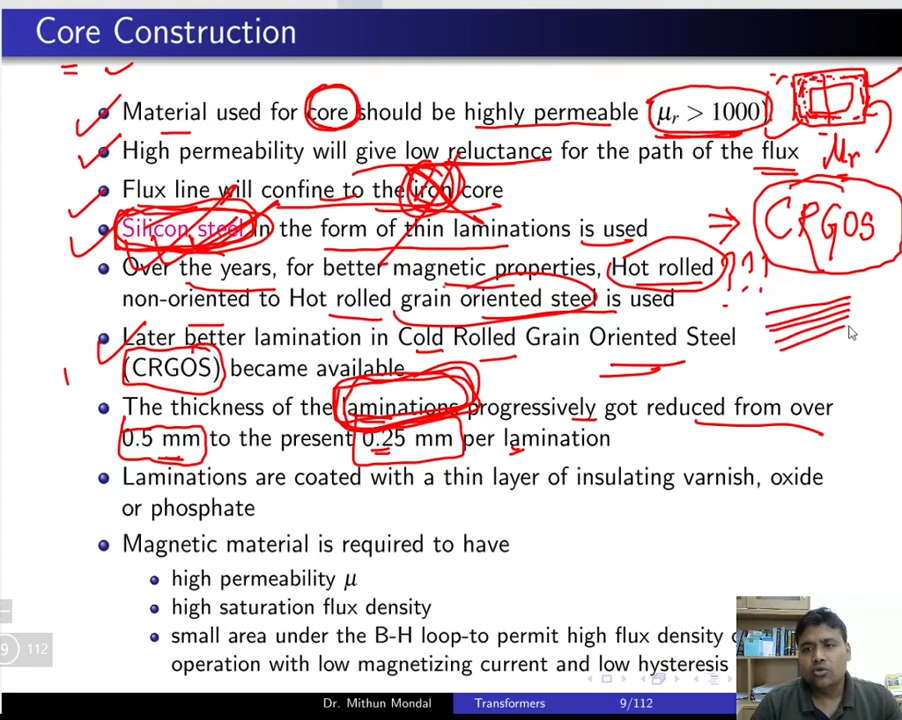 Core Construction
Material used for core should be highly permeable (μr > 1000)
High permeability will give low reluctance for the path of the flux
μr
Flux line will confine to the iron core
Silicon steel in the form of thin laminations is used
⇒ CRGOS
Over the years, for better magnetic properties, Hot rolled
???
non-oriented to Hot rolled grain oriented steel is used
Later better lamination in Cold Rolled Grain Oriented Steel
(CRGOS) became available
The thickness of the laminations progressively got reduced from over
0.5 mm to the present 0.25 mm per lamination
Laminations are coated with a thin layer of insulating varnish, oxide
or phosphate
Magnetic material is required to have
high permeability μ
high saturation flux density
small area under the B-H loop-to permit high flux density
operation with low magnetizing current and low hysteresis
9 112
Dr. Mithun Mondal Transformers 9/112